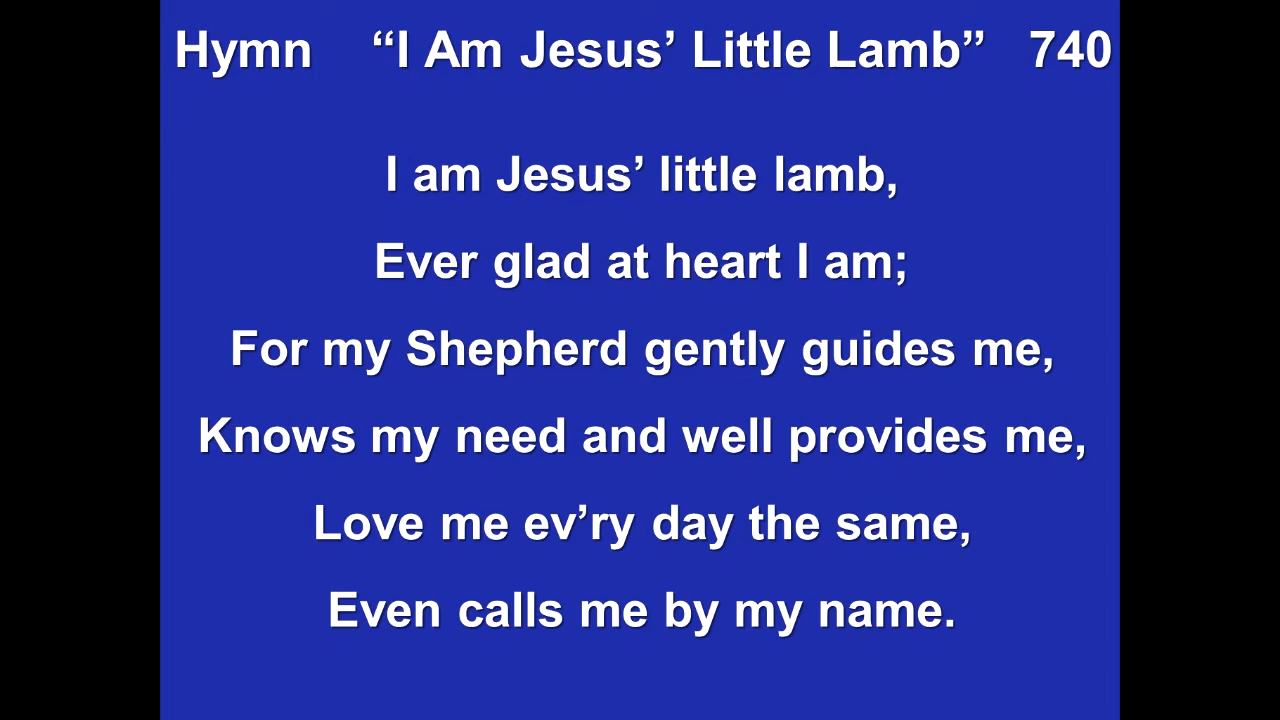 Hymn “I Am Jesus’ Little Lamb” 740
I am Jesus’ little lamb,
Ever glad at heart I am;
For my Shepherd gently guides me,
Knows my need and well provides me,
Love me ev’ry day the same,
Even calls me by my name.